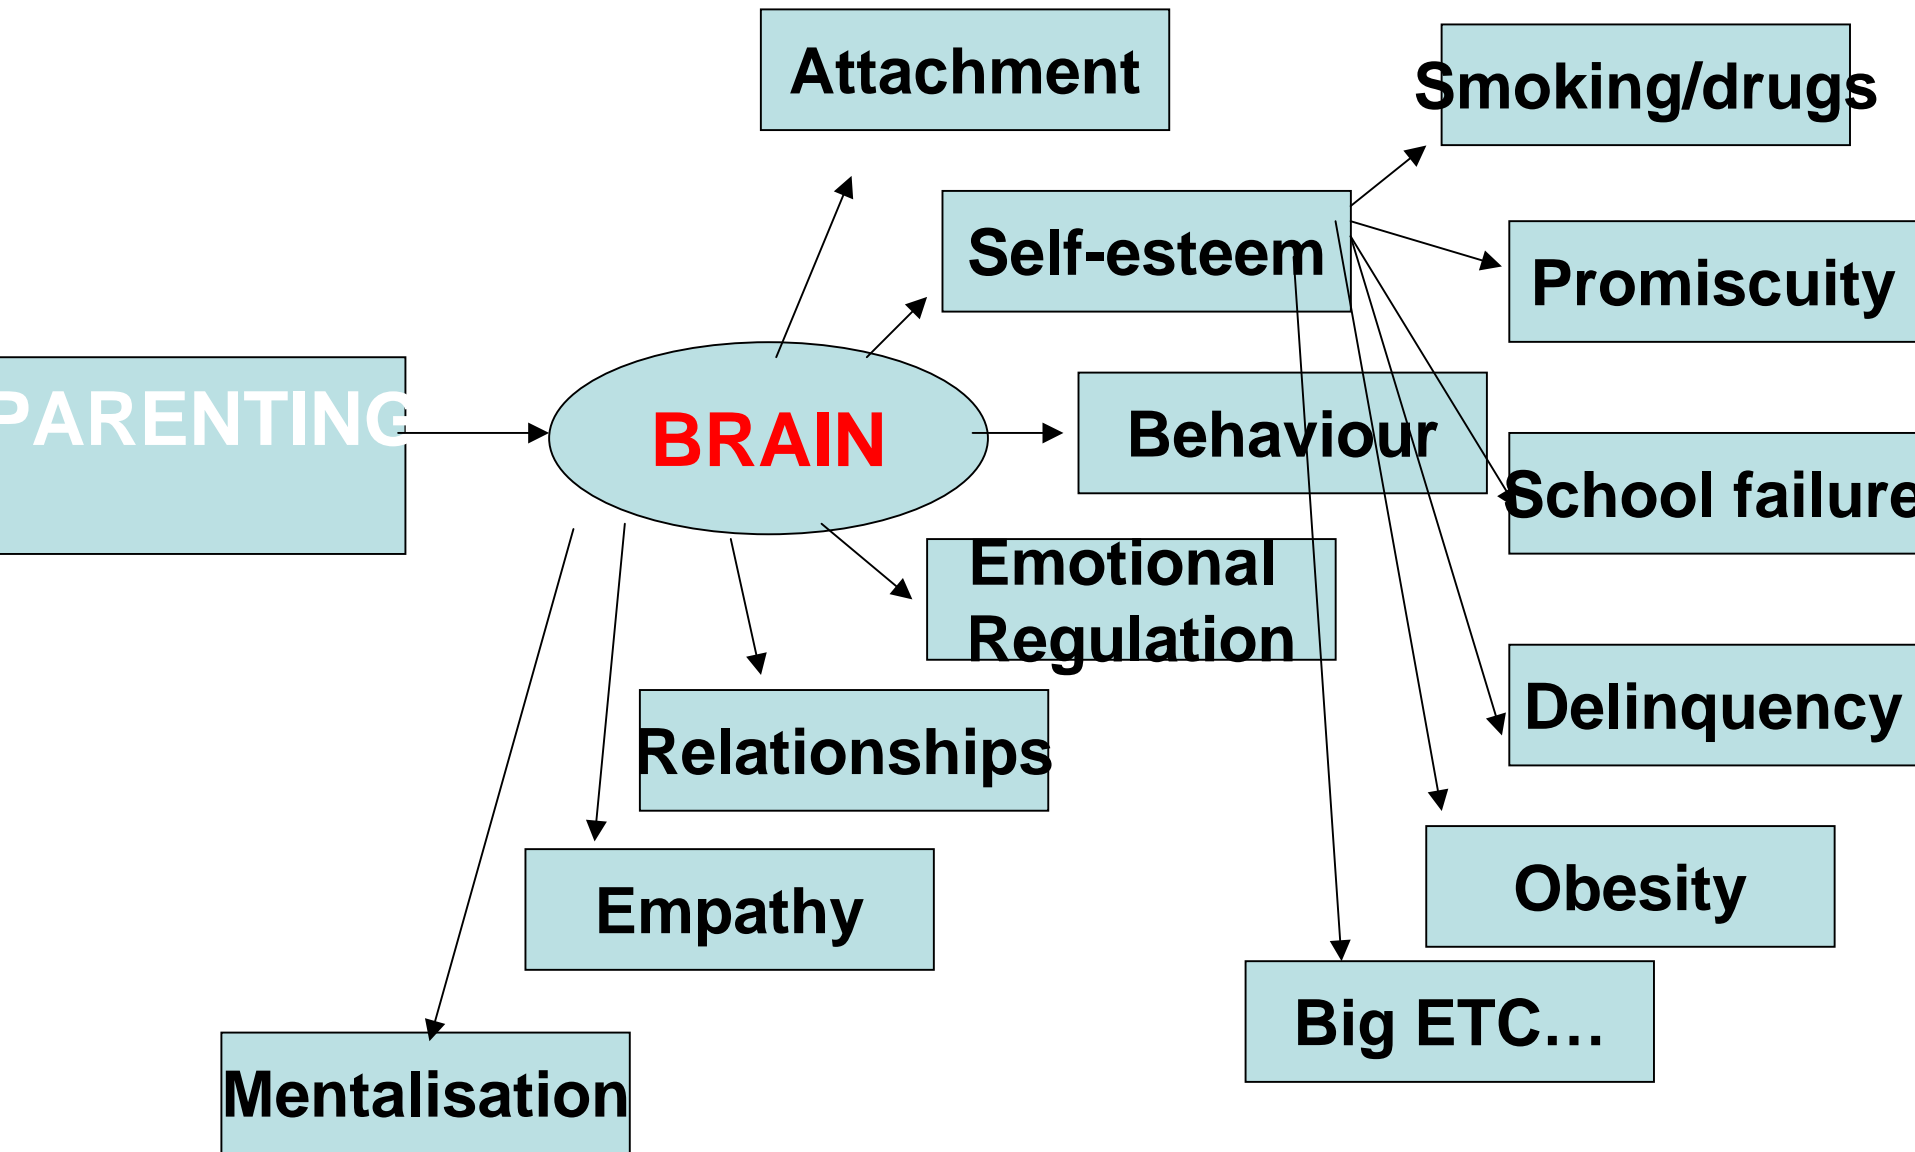 Attachment
Smoking/drugs
Self-esteem
Promiscuity
PARENTING
BRAIN
Behaviour
School failure
Emotional
Regulation
Relationships
Delinquency
Empathy
Obesity
Big ETC…
Mentalisation